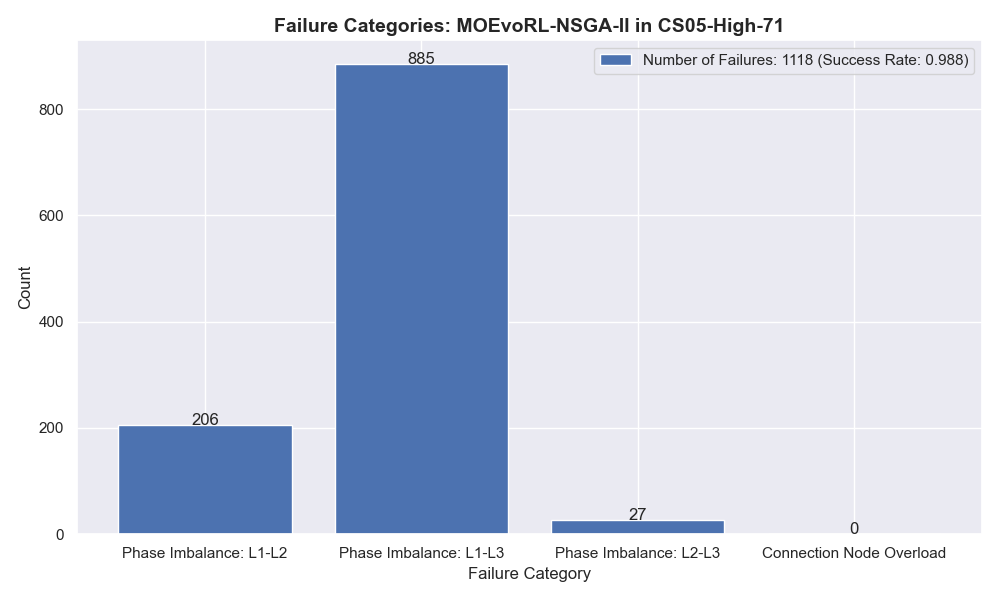 Failure Categories: MOEvoRL-NSGA-II in CS05-High-71
Number of Failures: 1118 (Success Rate: 0.988)
Count
800
600
400
200
0
206
885
27
0
Phase Imbalance: L1-L2
Phase Imbalance: L1-L3
Phase Imbalance: L2-L3
Connection Node Overload
Failure Category